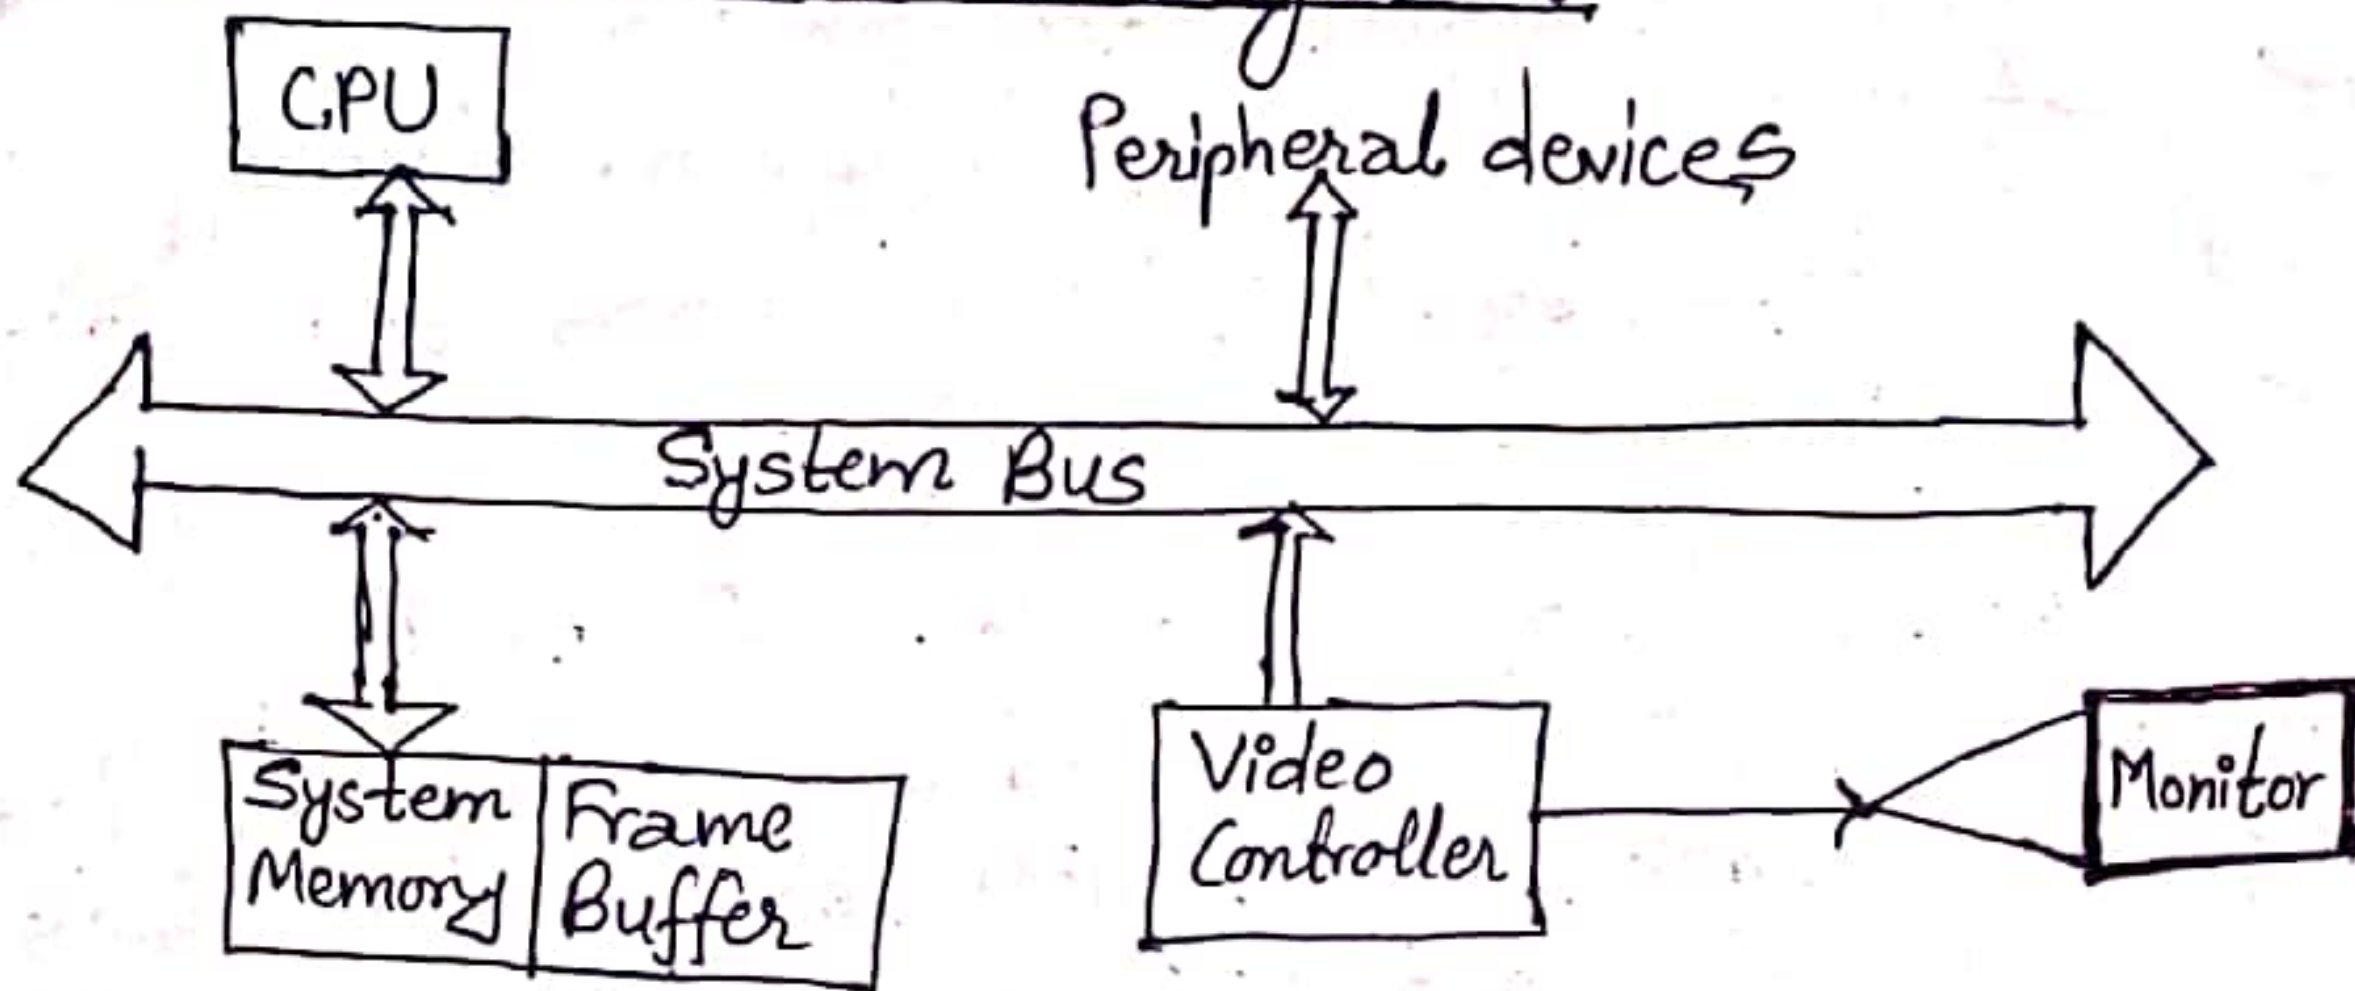 CPU
Peripheral devices
System Bus
System
Memory
Frame
Buffer
Video
Controller
Monitor